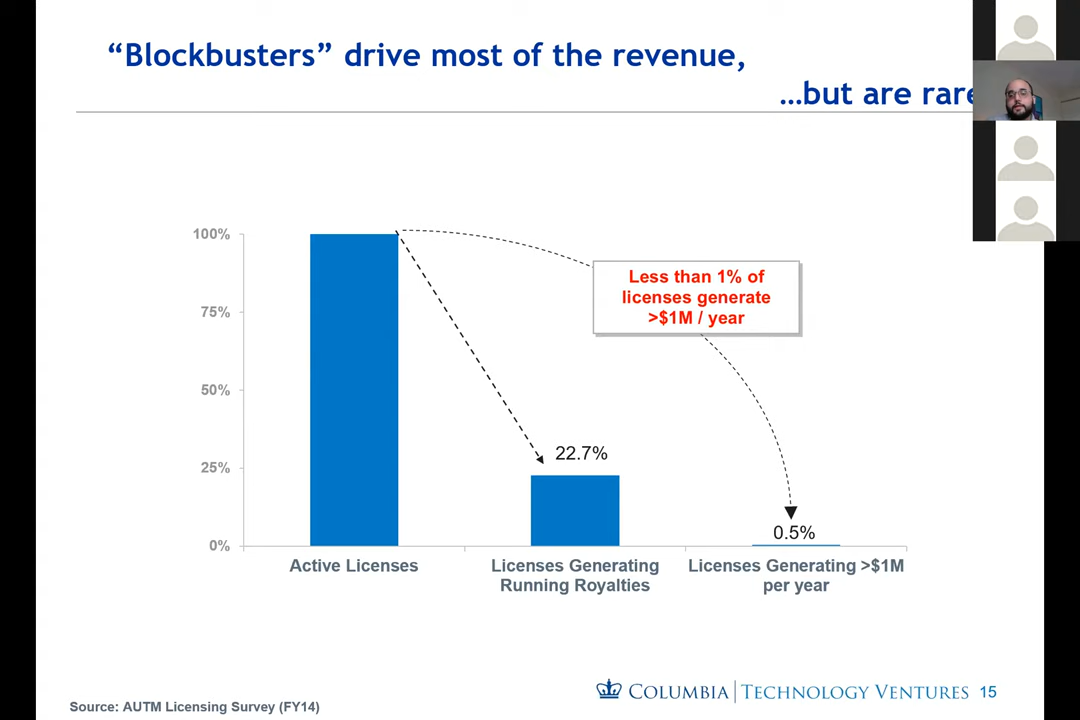 “Blockbusters” drive most of the revenue,
…but are rare
100%
75%
50%
25%
0%
Less than 1% of
licenses generate
>$1M / year
22.7%
0.5%
Active Licenses
Licenses Generating
Running Royalties
Licenses Generating >$1M
per year
Source: AUTM Licensing Survey (FY14)
COLUMBIA | TECHNOLOGY VENTURES 15